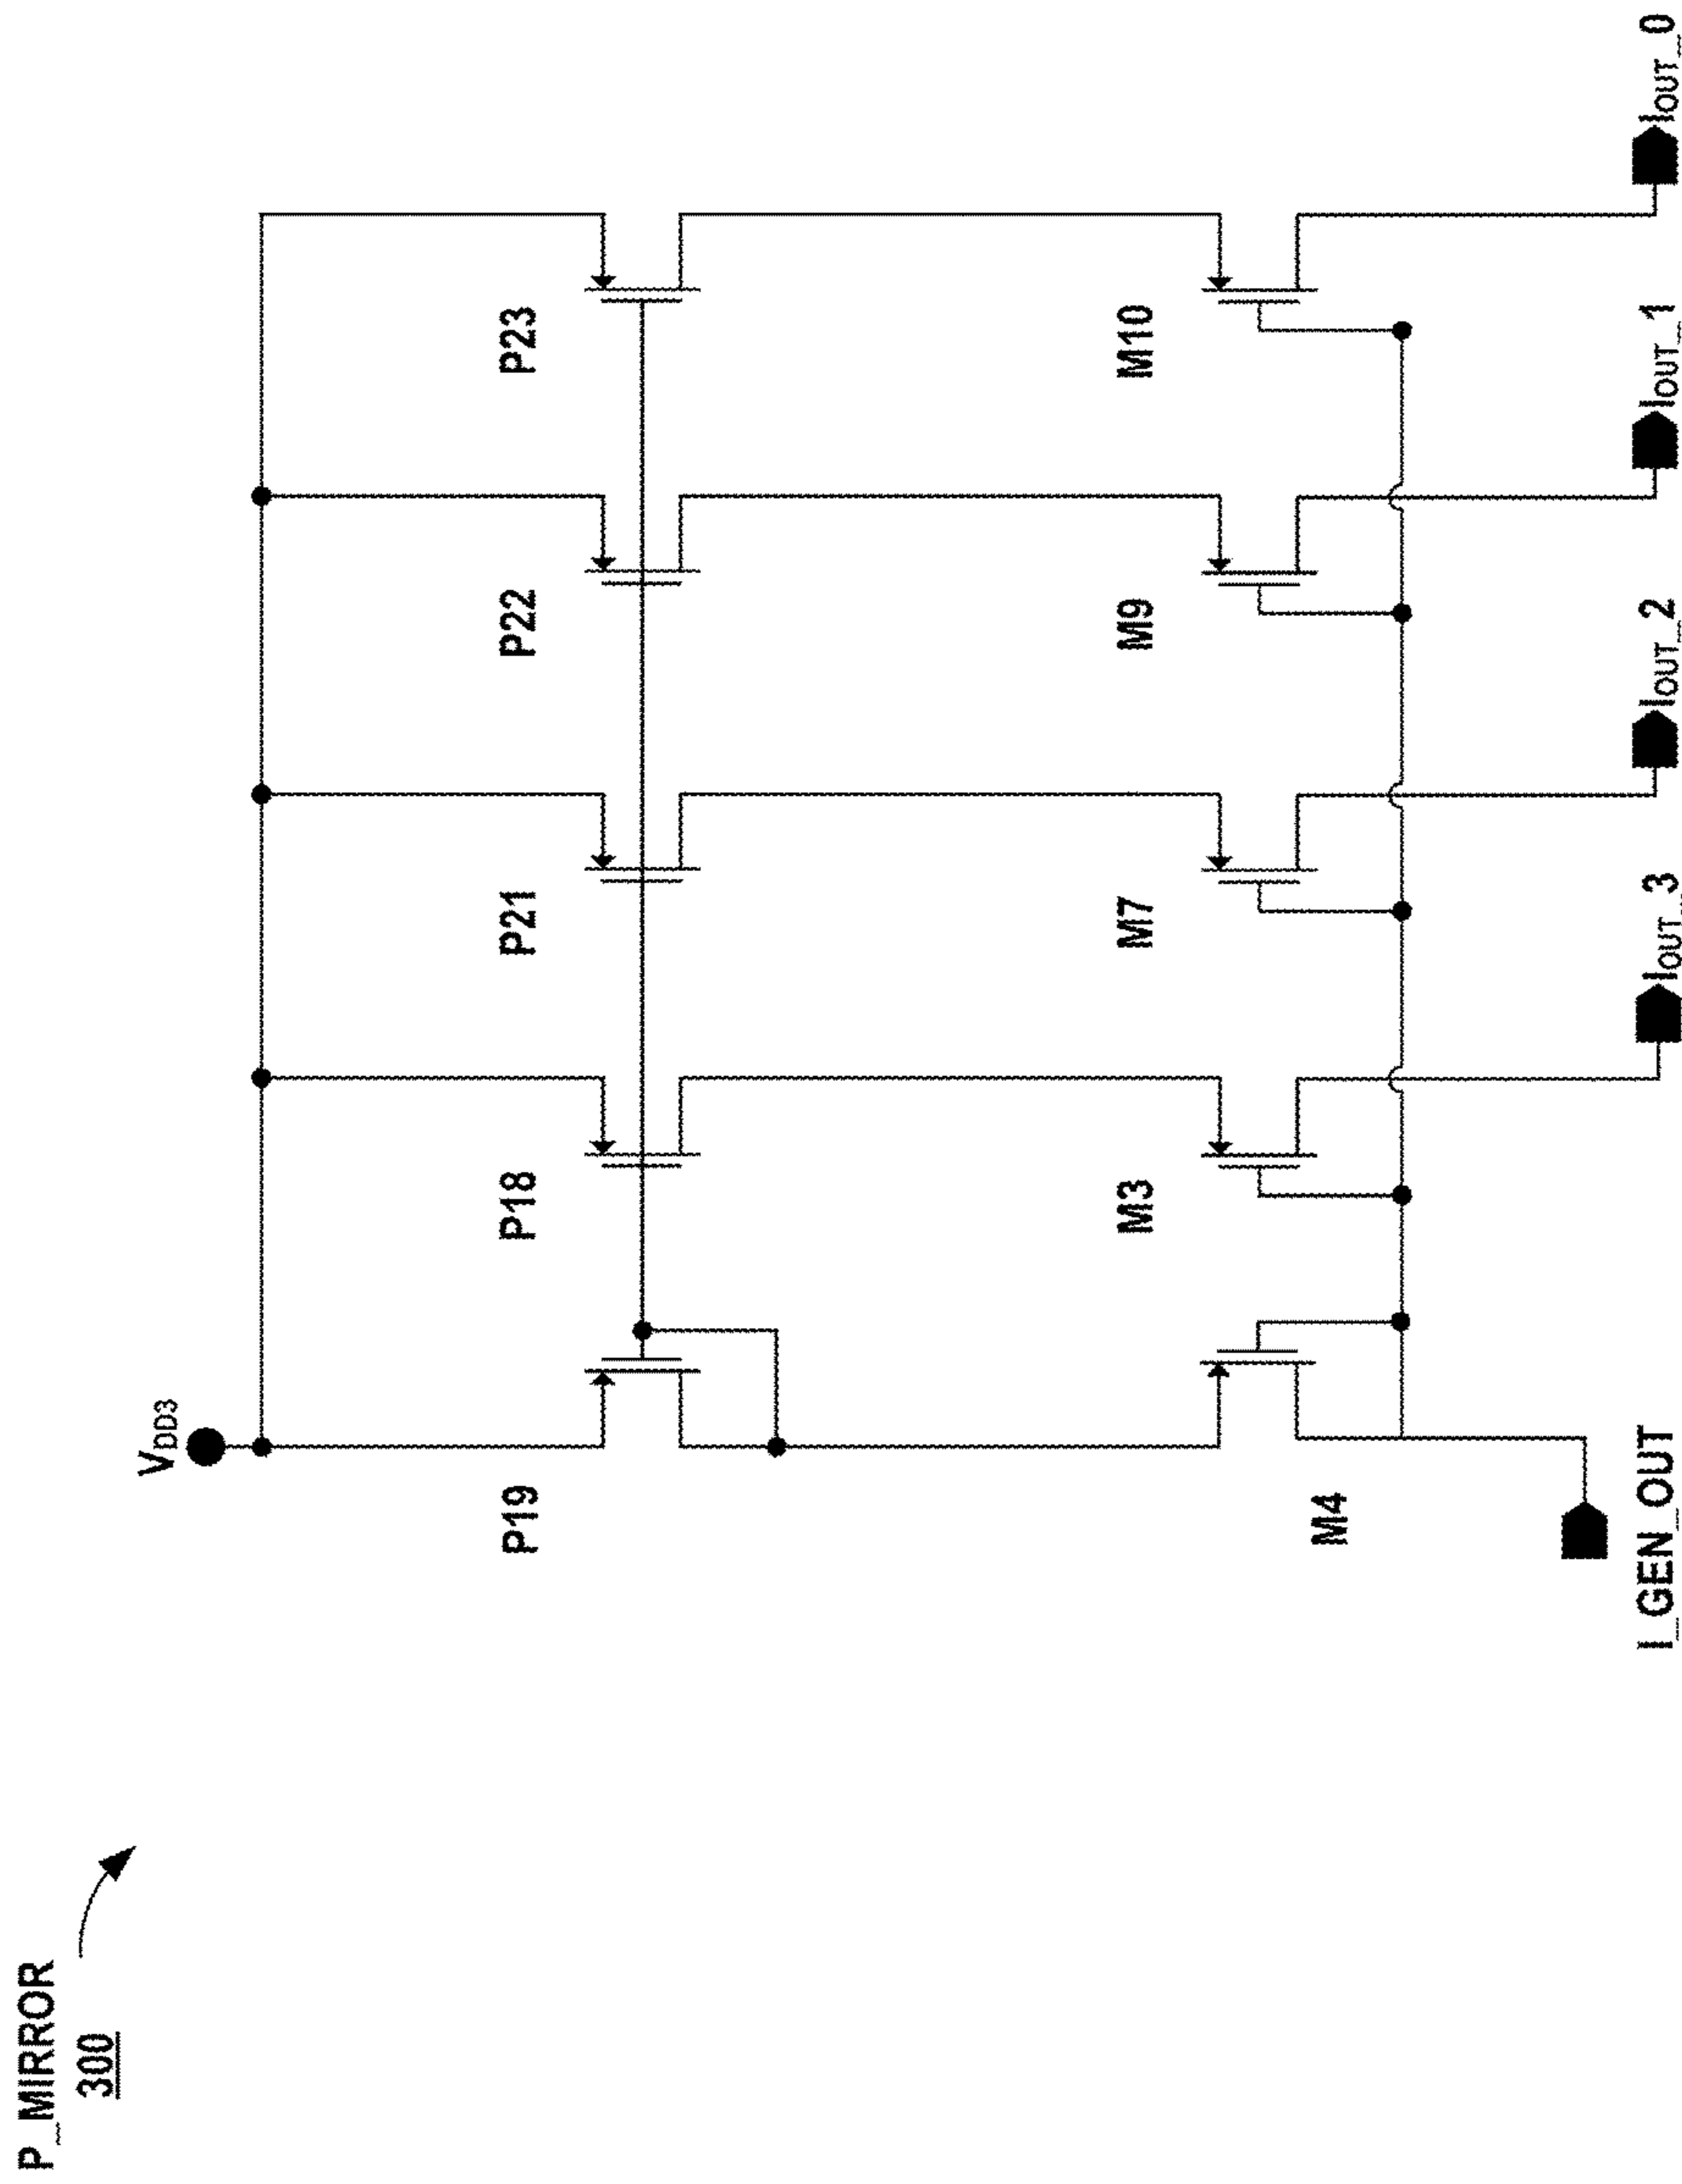 P_MIRROR
300
VDD3
P19
P18
P21
P22
P23
M4
M3
M7
M9
M10
I_GEN_OUT
IOUT_3
IOUT_2
IOUT_1
IOUT_0